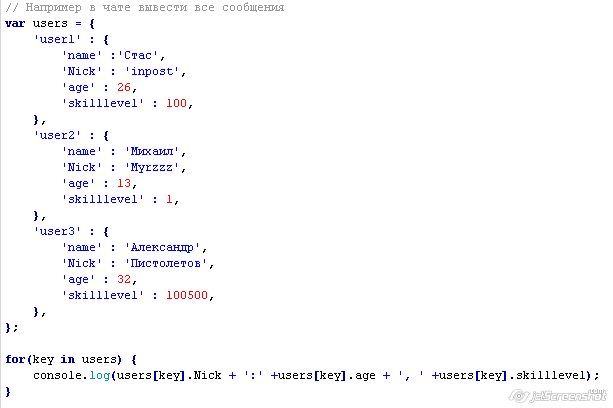 // Например в чате вывести все сообщения
var users = {
    'user1' : {
        'name' :'Стас',
        'Nick' : 'inpost',
        'age' : 26,
        'skilllevel' : 100,
    },
    'user2' : {
        'name' : 'Михаил',
        'Nick' : 'Myrzzz',
        'age' : 13,
        'skilllevel' : 1,
    },
    'user3' : {
        'name' : 'Александр',
        'Nick' : 'Пистолетов',
        'age' : 32,
        'skilllevel' : 100500,
    },
};

for(key in users) {
    console.log(users[key].Nick + ':' +users[key].age + ', ' +users[key].skilllevel);
}
jetScreenshot